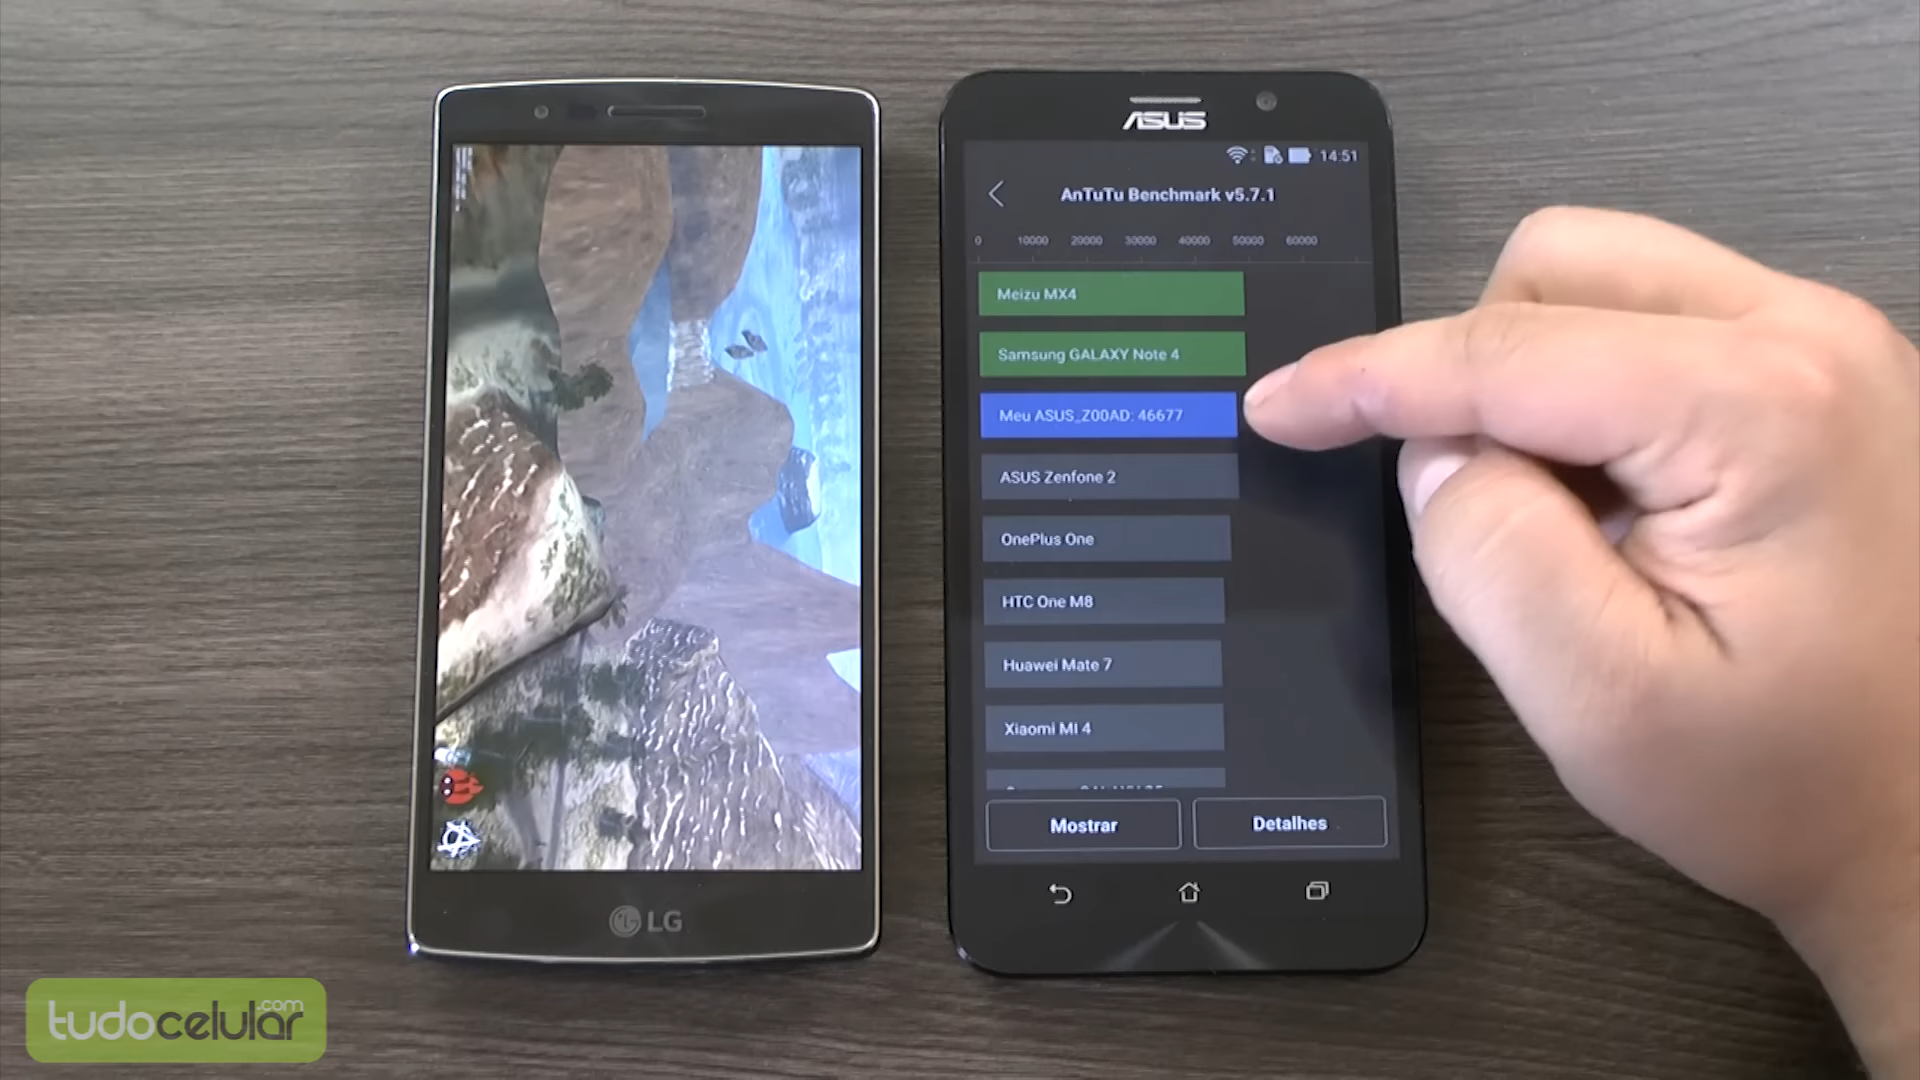 ASUS
14:51
AnTuTu Benchmark v5.7.1
0 10000 20000 30000 40000 50000 60000
Meizu MX4
Samsung GALAXY Note 4
Meu ASUS_Z00AD: 46677
ASUS Zenfone 2
OnePlus One
HTC One M8
Huawei Mate 7
Xiaomi MI 4
Mostrar Detalhes
LG
tudocelular.com